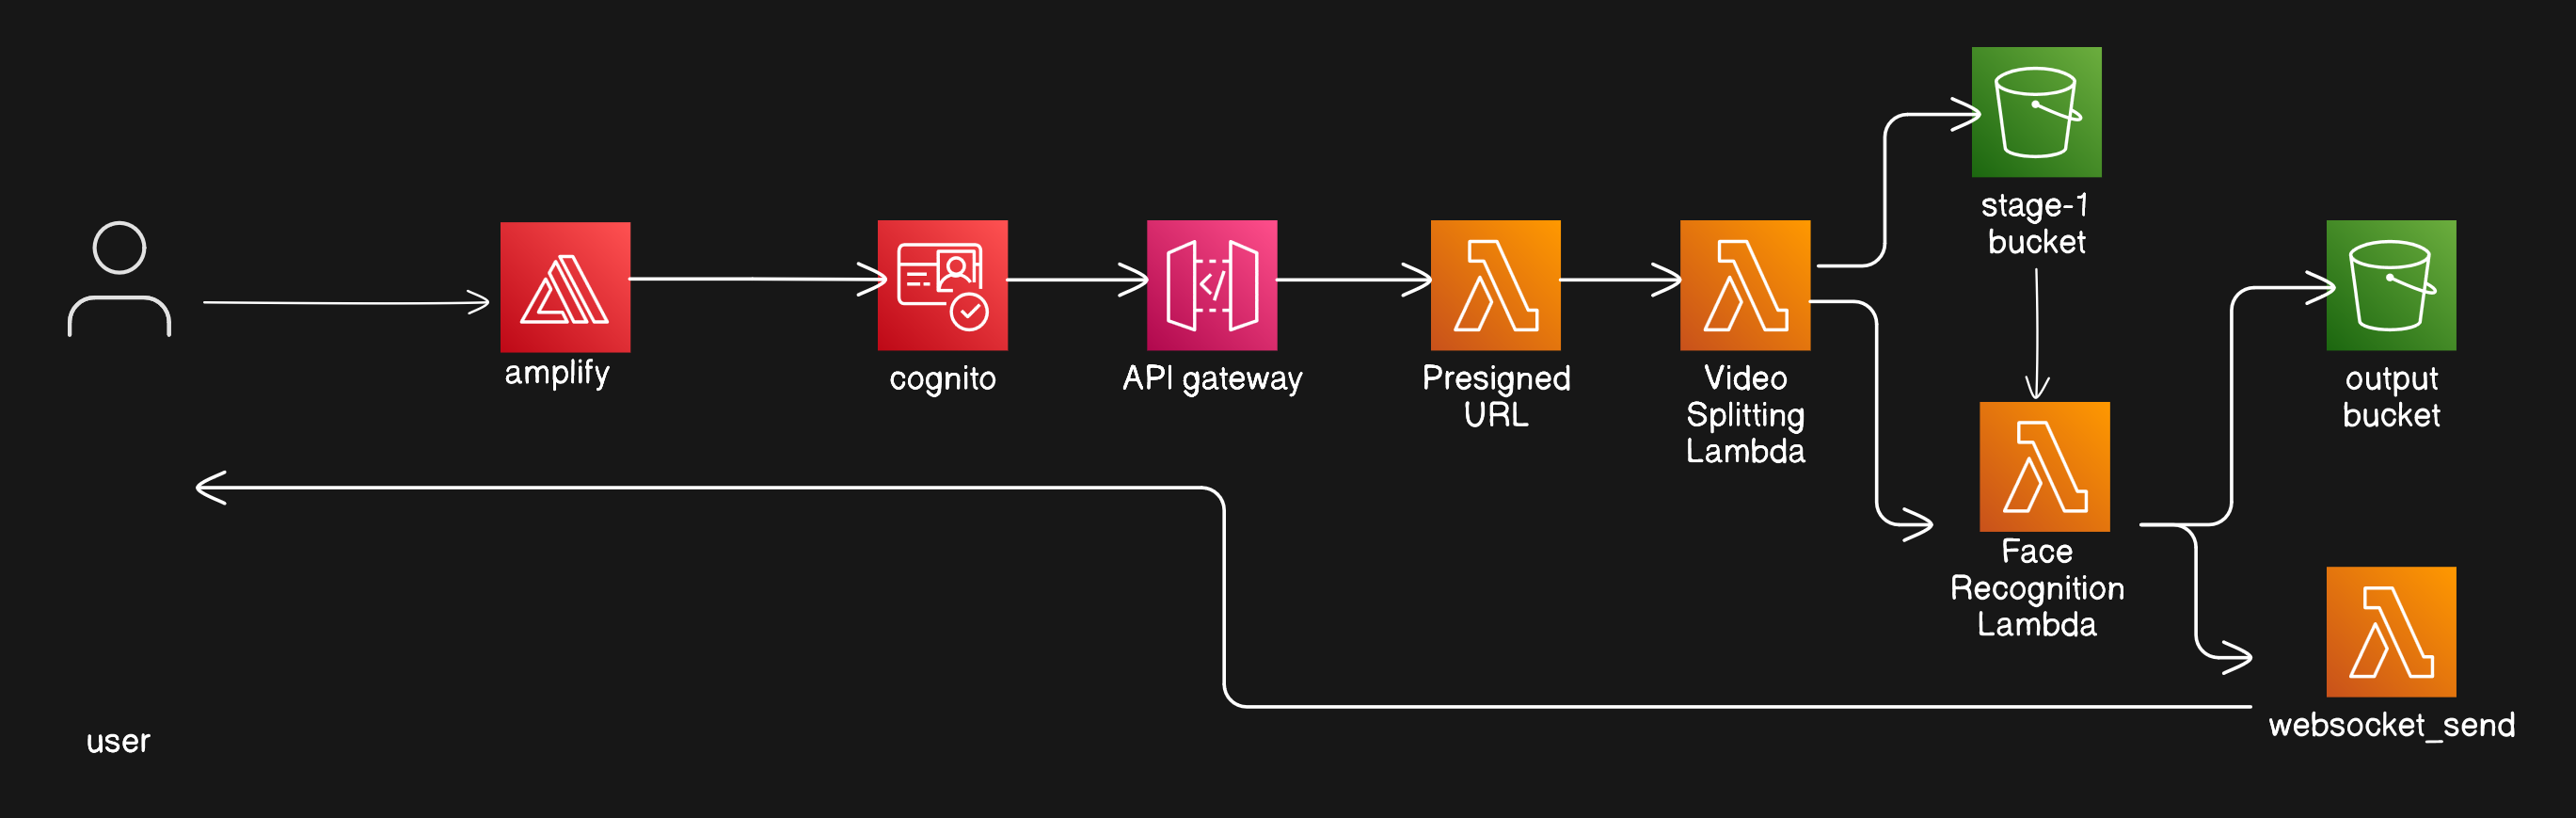 amplify
cognito
API gateway
Presigned
URL
Video
Splitting
Lambda
stage-1
bucket
Face
Recognition
Lambda
output
bucket
websocket_send
user